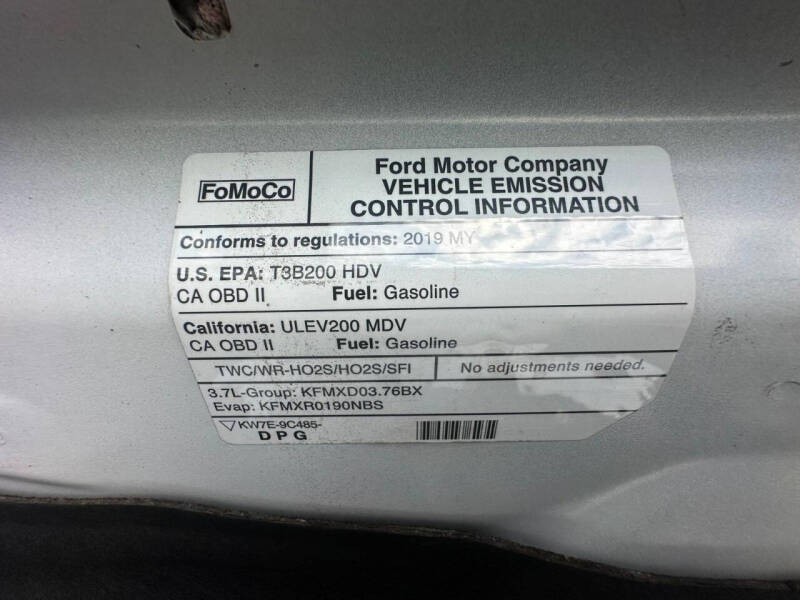 FoMoCo
Ford Motor Company
VEHICLE EMISSION
CONTROL INFORMATION
Conforms to regulations: 2019 MY
U.S. EPA: T3B200 HDV
CA OBD II Fuel: Gasoline
California: ULEV200 MDV
CA OBD II Fuel: Gasoline
TWC/WR-HO2S/HO2S/SFI No adjustments needed.
3.7L-Group: KFMXD03.76BX
Evap: KFMXR0190NBS
KW7E-9C485-
DPG